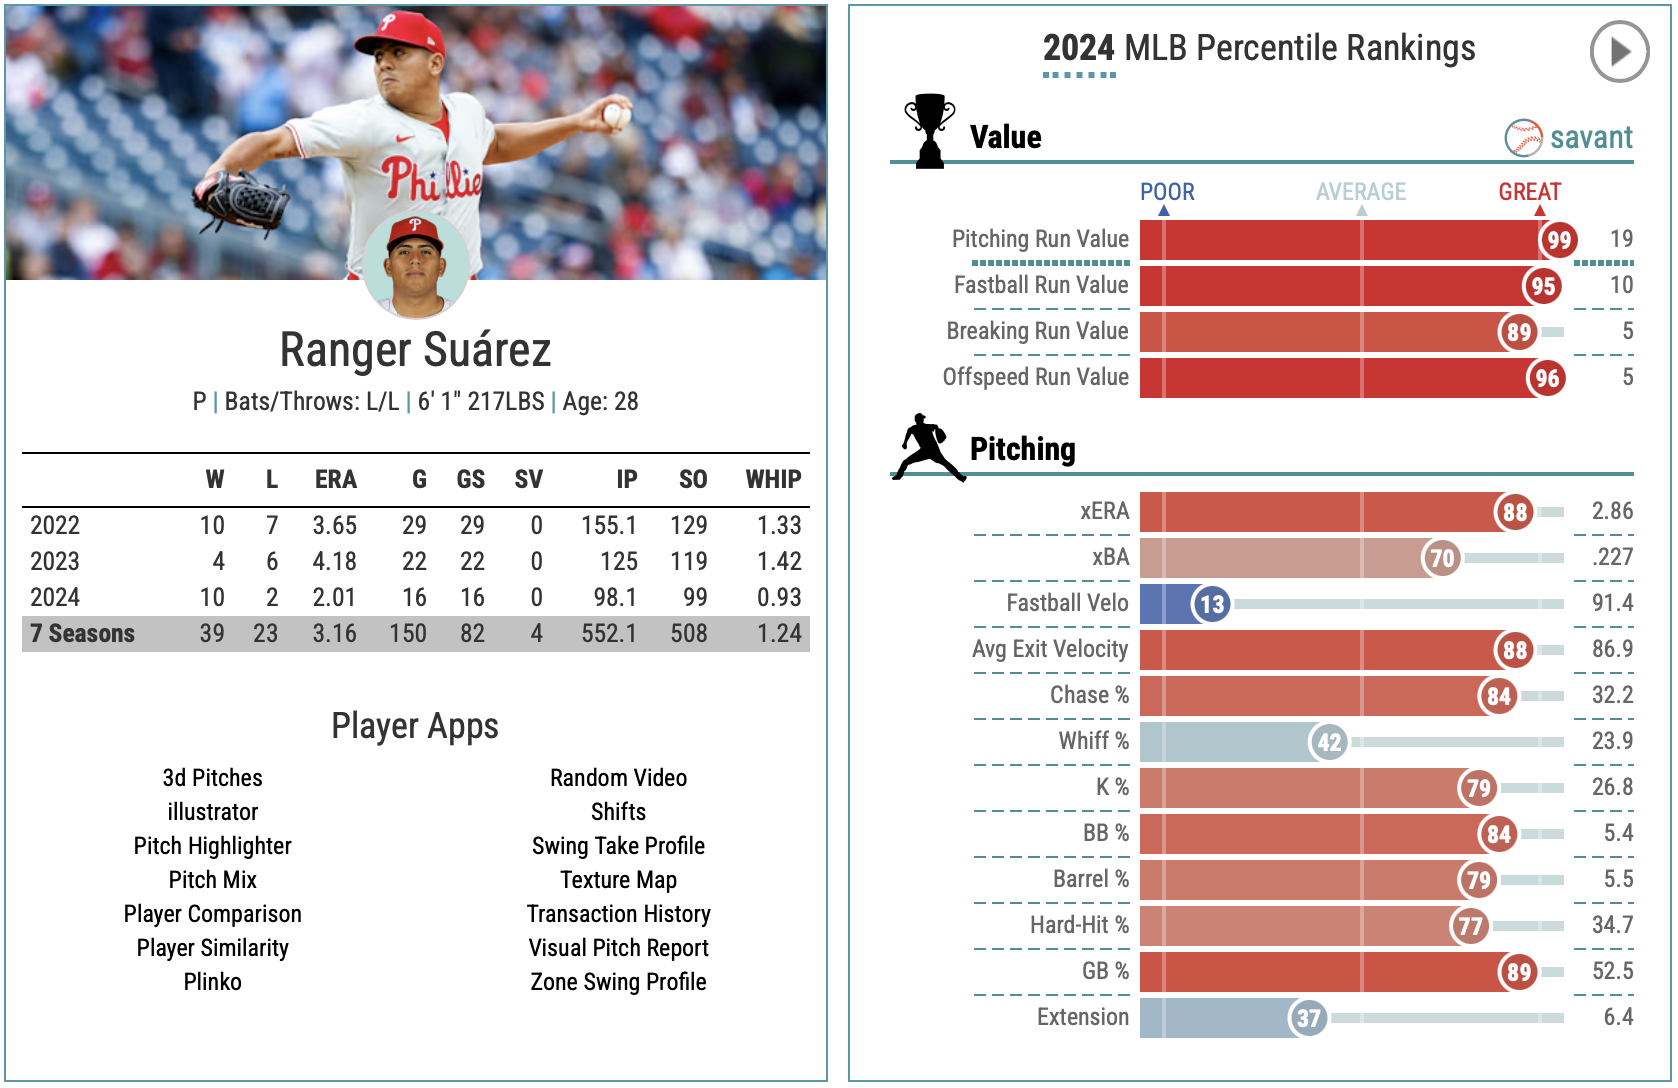 Phillies
P
P
Ranger Suárez
P | Bats/Throws: L/L | 6' 1" 217LBS | Age: 28
W L ERA G GS SV IP SO WHIP
2022 10 7 3.65 29 29 0 155.1 129 1.33
2023 4 6 4.18 22 22 0 125 119 1.42
2024 10 2 2.01 16 16 0 98.1 99 0.93
7 Seasons 39 23 3.16 150 82 4 552.1 508 1.24
Player Apps
3d Pitches Random Video
illustrator Shifts
Pitch Highlighter Swing Take Profile
Pitch Mix Texture Map
Player Comparison Transaction History
Player Similarity Visual Pitch Report
Plinko Zone Swing Profile
2024 MLB Percentile Rankings
Value savant
POOR AVERAGE GREAT
Pitching Run Value 99 19
Fastball Run Value 95 10
Breaking Run Value 89 5
Offspeed Run Value 96 5
Pitching
xERA 88 2.86
xBA 70 .227
Fastball Velo 13 91.4
Avg Exit Velocity 88 86.9
Chase % 84 32.2
Whiff % 42 23.9
K % 79 26.8
BB % 84 5.4
Barrel % 79 5.5
Hard-Hit % 77 34.7
GB % 89 52.5
Extension 37 6.4